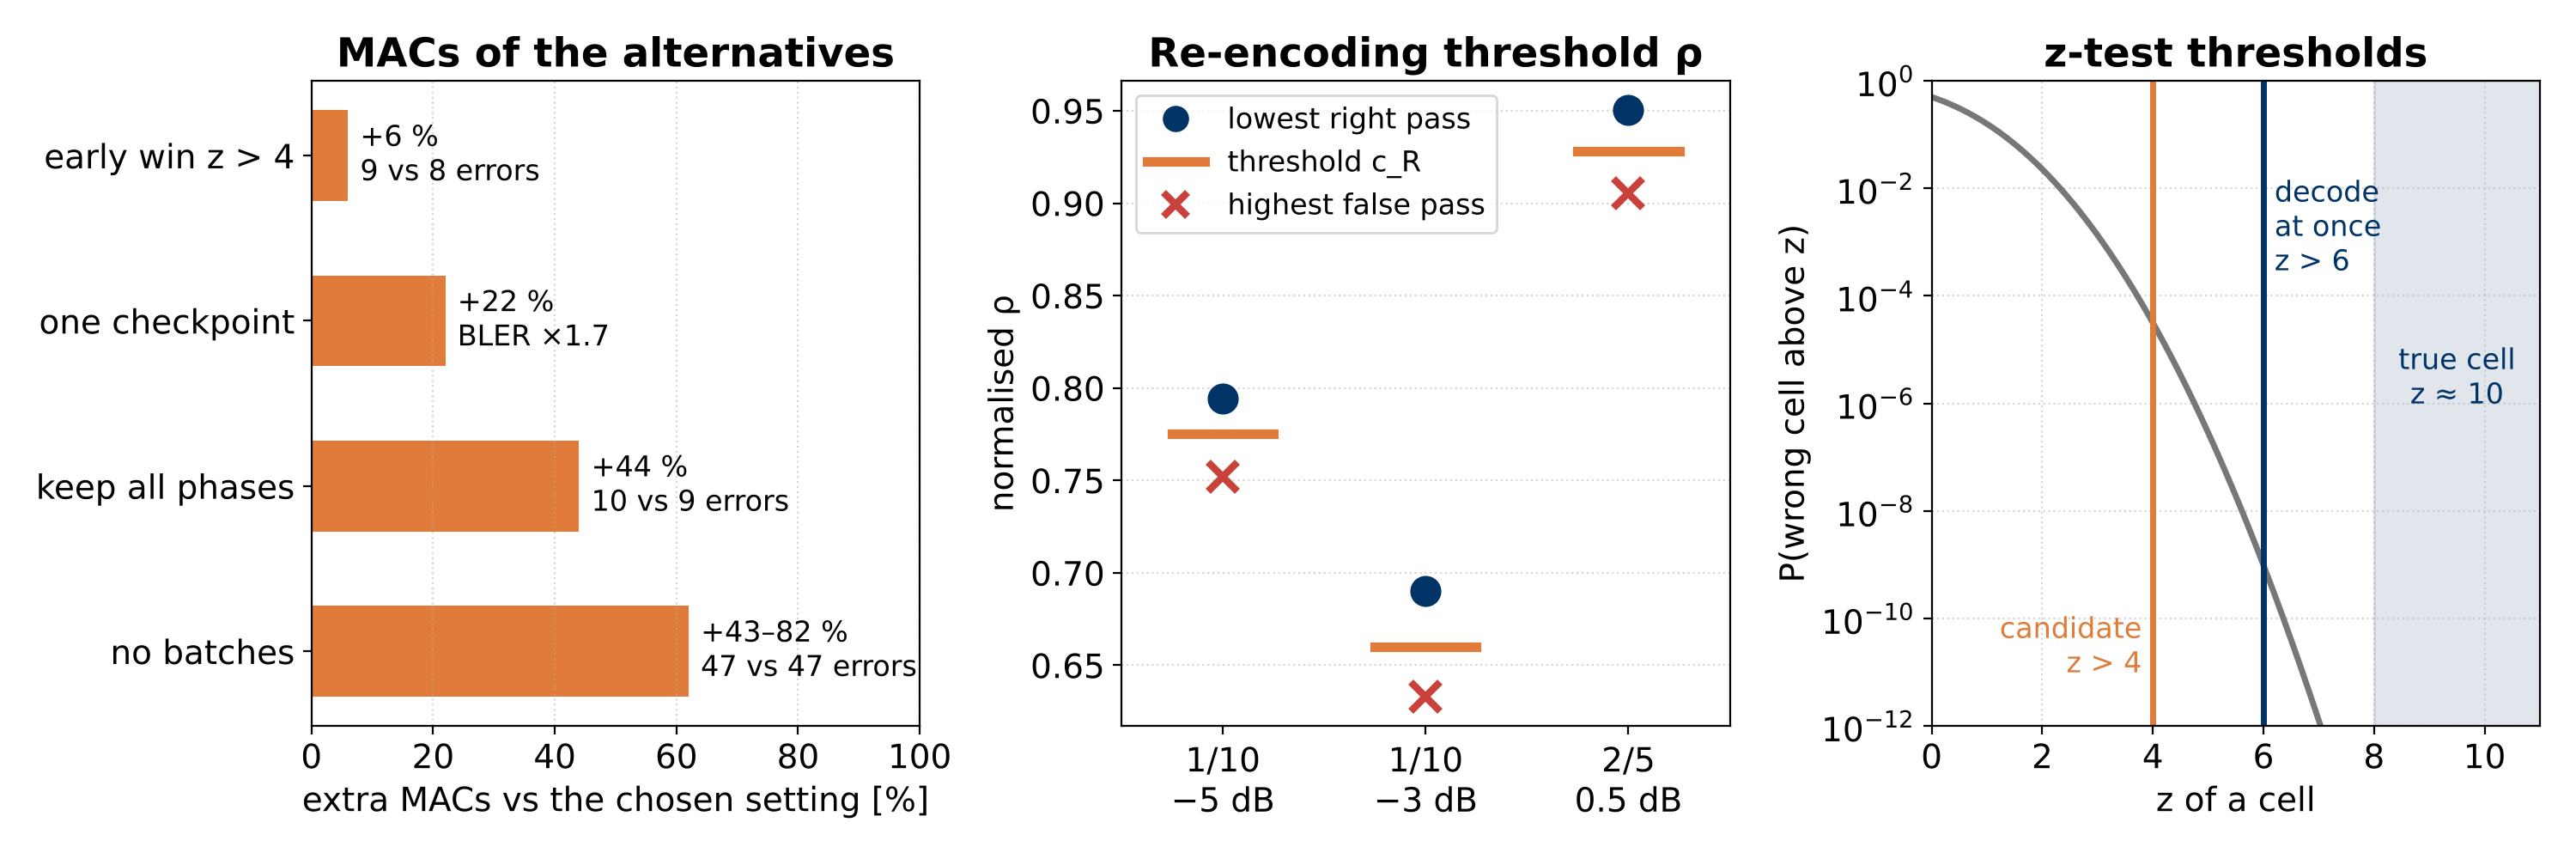 MACs of the alternatives
early win z > 4
+6 %
9 vs 8 errors
one checkpoint
+22 %
BLER ×1.7
keep all phases
+44 %
10 vs 9 errors
no batches
+43–82 %
47 vs 47 errors
0 20 40 60 80 100
extra MACs vs the chosen setting [%]
Re-encoding threshold ρ
normalised ρ
0.95
0.90
0.85
0.80
0.75
0.70
0.65
lowest right pass
threshold c_R
highest false pass
1/10 1/10 2/5
−5 dB −3 dB 0.5 dB
z-test thresholds
P(wrong cell above z)
10⁰
10⁻²
10⁻⁴
10⁻⁶
10⁻⁸
10⁻¹⁰
10⁻¹²
decode
at once
z > 6
true cell
z ≈ 10
candidate
z > 4
0 2 4 6 8 10
z of a cell